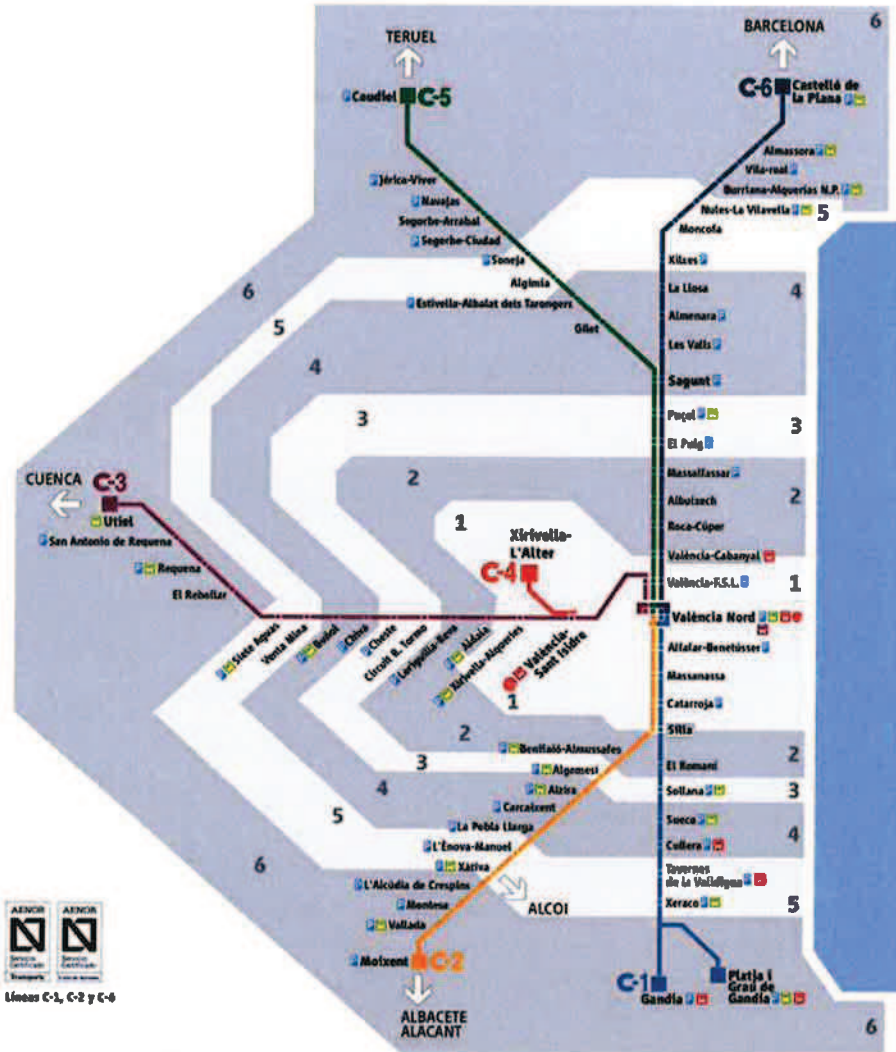 6
TERUEL
BARCELONA
Caudiel C-5
C-6 Castelló de
la Plana
Almassora
Vila-real
Borriana-Alquerías N.P.
Nules-La Vilavella
5
Moncofa
Jérica-Viver
Navajas
Segorbe-Arrabal
Segorbe-Ciudad
Soneja
Algimia
Estivella-Albalat dels Tarongers
Gilet
Xilxes
La Llosa
4
Almenara
Les Valls
Sagunt
6
5
4
3
2
1
Puçol
3
El Puig
Massalfassar
Albuixech
2
Roca-Cúper
València-Cabanyal
València-F.S.L.
1
València Nord
CUENCA
C-3
Utiel
San Antonio de Requena
Requena
El Rebollar
Xirivella-
L'Alter
C-4
Siete Aguas
Venta Mina
Buñol
Chiva
Cheste
Circuit R. Tormo
Loriguilla-Reva
Aldaia
Xirivella-Alqueries
València-
Sant Isidre
Alfafar-Benetússer
Massanassa
Catarroja
Silla
El Romaní
2
Sollana
3
Sueca
4
Cullera
Tavernes
de la Valldigna
Xeraco
5
1
2
3
4
5
6
Benifaió-Almussafes
Algemesí
Alzira
Carcaixent
La Pobla Llarga
L'Énova-Manuel
Xàtiva
L'Alcúdia de Crespins
Montesa
Vallada
Moixent
C-2
ALCOI
ALBACETE
ALACANT
C-1
Gandia
Platja i
Grau de
Gandia
6
AENOR
AENOR
Servicio
Certificado
Servicio
Certificado
Transporte
Líneas C-1, C-2 y C-6